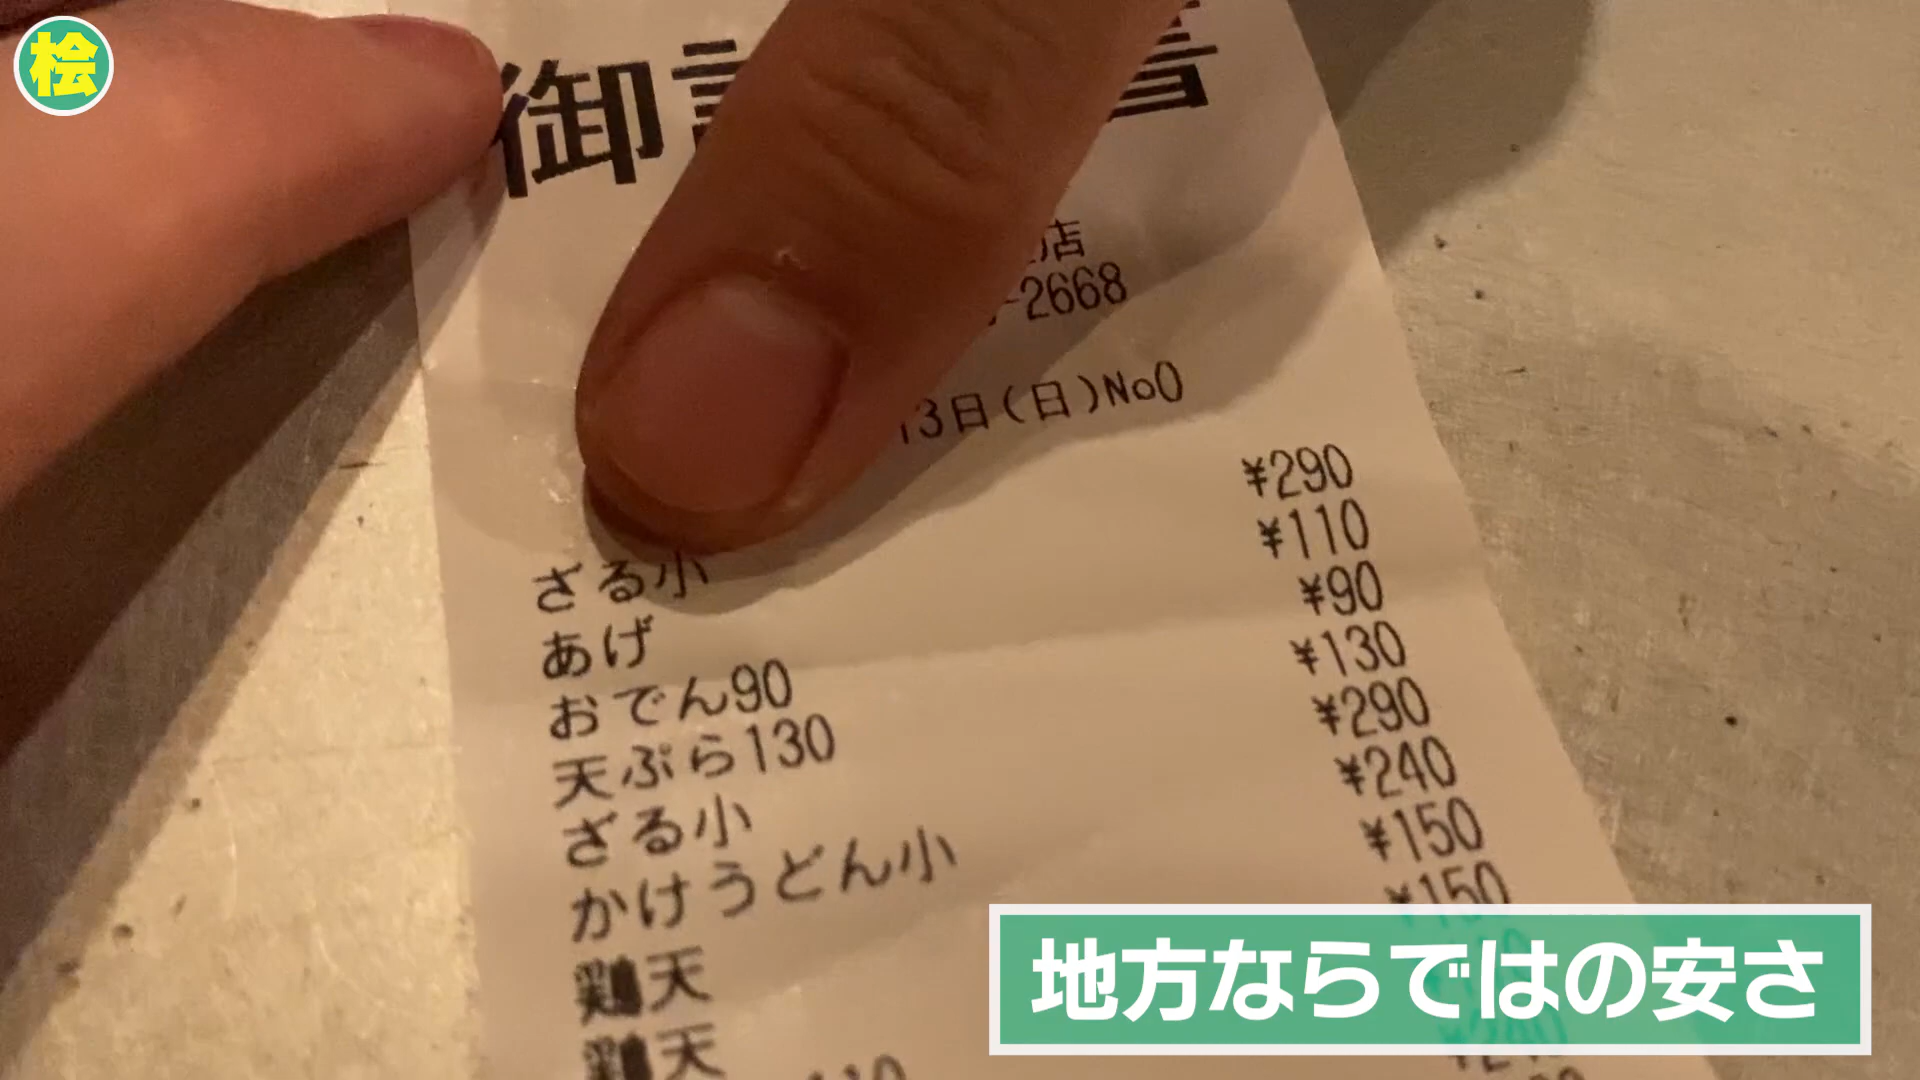 桧
御
店
-2668
13日(日)No0
ざる小 ¥290
あげ ¥110
おでん90 ¥90
天ぷら130 ¥130
ざる小 ¥290
かけうどん小 ¥240
鶏天 ¥150
鶏天 ¥150
地方ならではの安さ